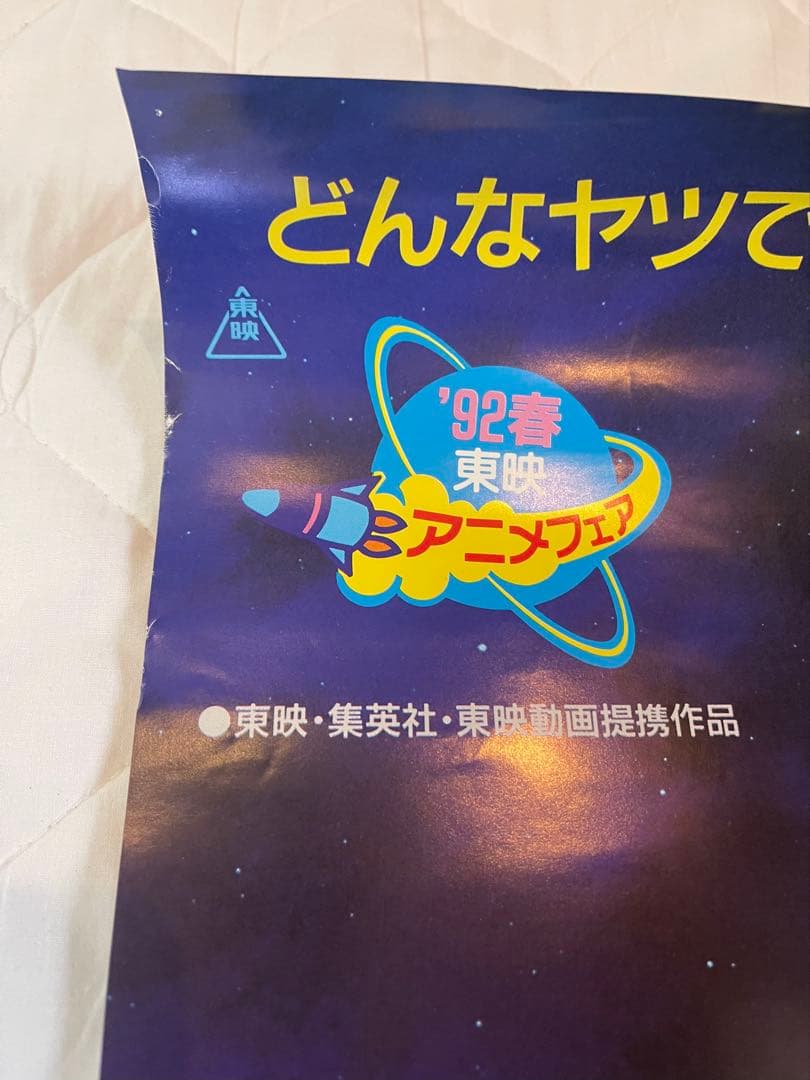 どんなヤツで
東映
'92春
東映
アニメフェア
●東映・集英社・東映動画提携作品